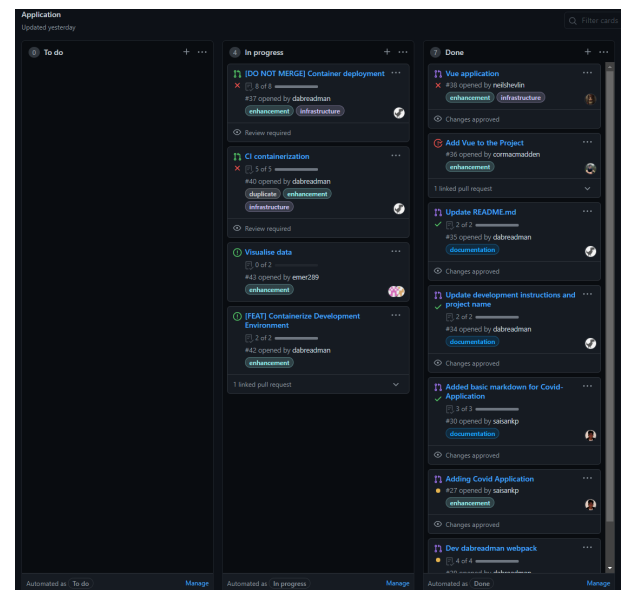 Application
Updated yesterday
Filter cards
0 To do
4 In progress
[DO NOT MERGE] Container deployment
8 of 8
#37 opened by dabreadman
enhancement infrastructure
Review required
CI containerization
5 of 5
#40 opened by dabreadman
duplicate enhancement
infrastructure
Review required
Visualise data
0 of 2
#43 opened by emer289
enhancement
[FEAT] Containerize Development
Environment
2 of 2
#42 opened by dabreadman
enhancement
1 linked pull request
7 Done
Vue application
#38 opened by neilshevlin
enhancement infrastructure
Changes approved
Add Vue to the Project
#36 opened by cormacmadden
enhancement
1 linked pull request
Update README.md
2 of 2
#35 opened by dabreadman
documentation
Changes approved
Update development instructions and
project name
2 of 2
#34 opened by dabreadman
documentation
Changes approved
Added basic markdown for Covid-
Application
3 of 3
#30 opened by saisankp
documentation
Changes approved
Adding Covid Application
#27 opened by saisankp
enhancement
Changes approved
Dev dabreadman webpack
4 of 4
opened by dabreadman
Automated as To do Manage
Automated as In progress Manage
Automated as Done Manage